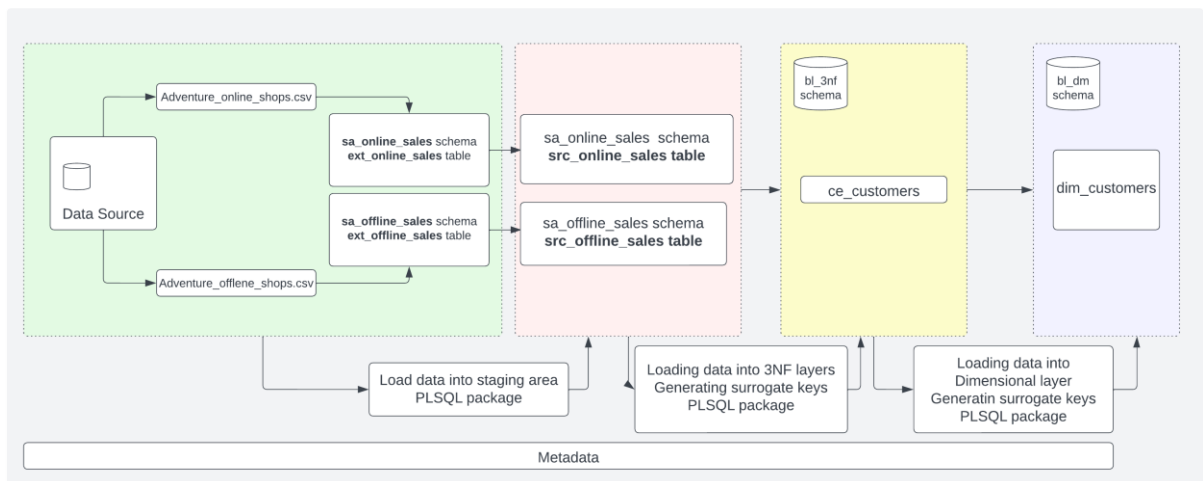 Adventure_online_shops.csv
Data Source
Adventure_offlene_shops.csv
sa_online_sales schema
ext_online_sales table
sa_offline_sales schema
ext_offline_sales table
sa_online_sales schema
src_online_sales table
sa_offline_sales schema
src_offline_sales table
bl_3nf
schema
ce_customers
bl_dm
schema
dim_customers
Load data into staging area
PLSQL package
Loading data into 3NF layers
Generating surrogate keys
PLSQL package
Loading data into
Dimensional layer
Generatin surrogate keys
PLSQL package
Metadata